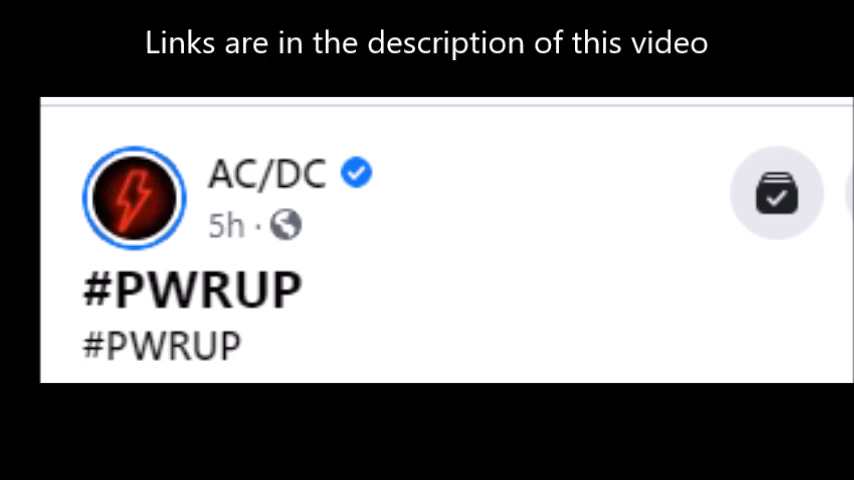 Links are in the description of this video
AC/DC
5h ·
#PWRUP
#PWRUP